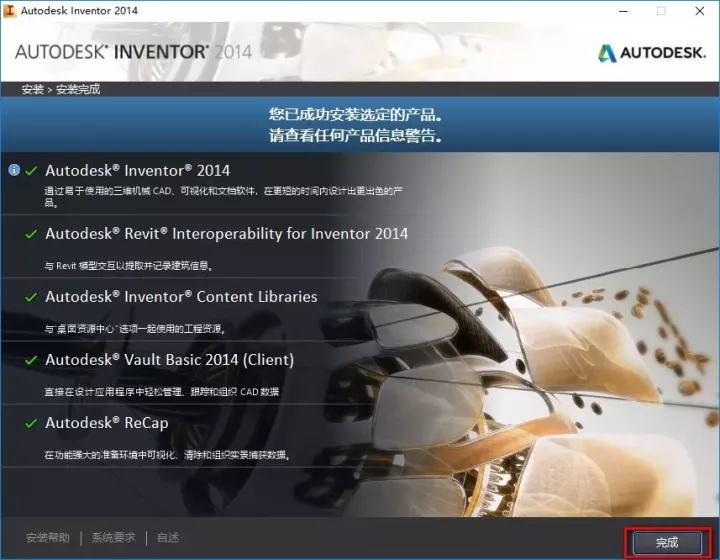 Autodesk Inventor 2014
AUTODESK® INVENTOR® 2014
AUTODESK.
安装 > 安装完成
您已成功安装选定的产品。
请查看任何产品信息警告。
Autodesk® Inventor® 2014
通过易于使用的三维机械 CAD、可视化和文档软件，在更短的时间内设计出更出色的产
品。
Autodesk® Revit® Interoperability for Inventor 2014
与 Revit 模型交互以提取并记录建筑信息。
Autodesk® Inventor® Content Libraries
与“桌面资源中心”选项一起使用的工程资源。
Autodesk® Vault Basic 2014 (Client)
直接在设计应用程序中轻松管理、跟踪和组织 CAD 数据
Autodesk® ReCap
在功能强大的准备环境中可视化、清除和组织实景捕获数据。
安装帮助 | 系统要求 | 自述
完成